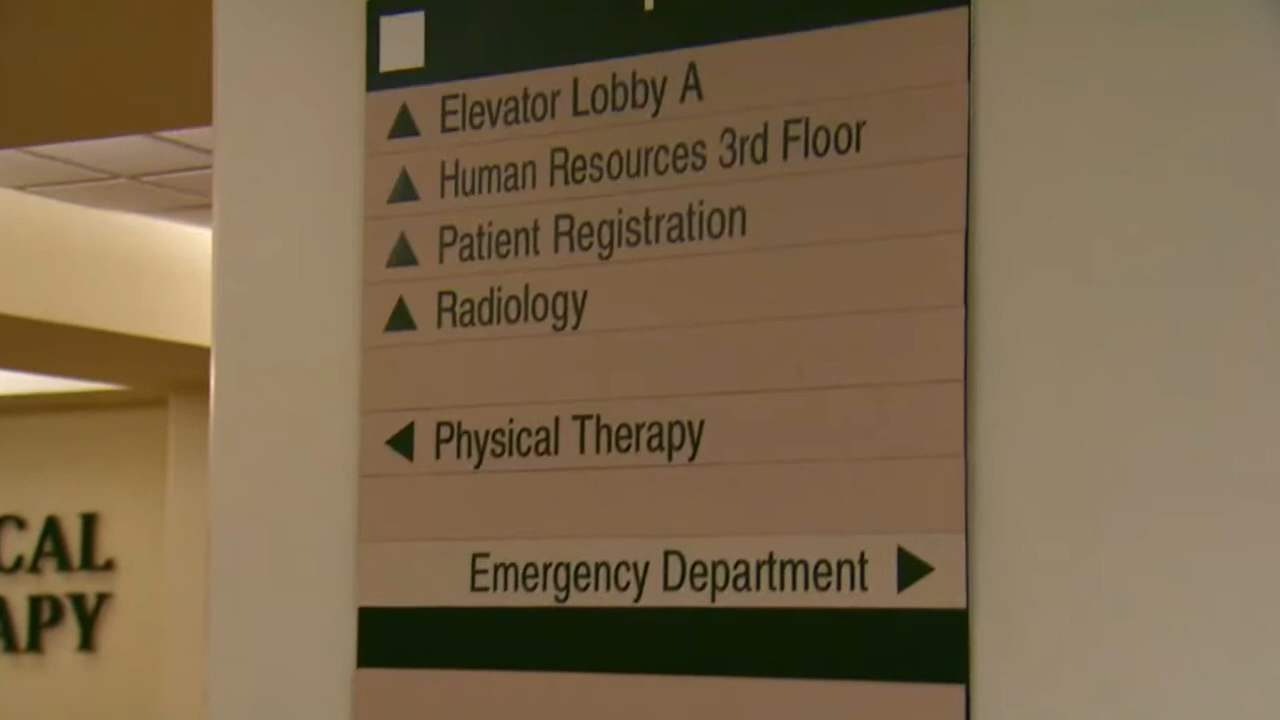 Elevator Lobby A
Human Resources 3rd Floor
Patient Registration
Radiology
Physical Therapy
Emergency Department
CAL
APY